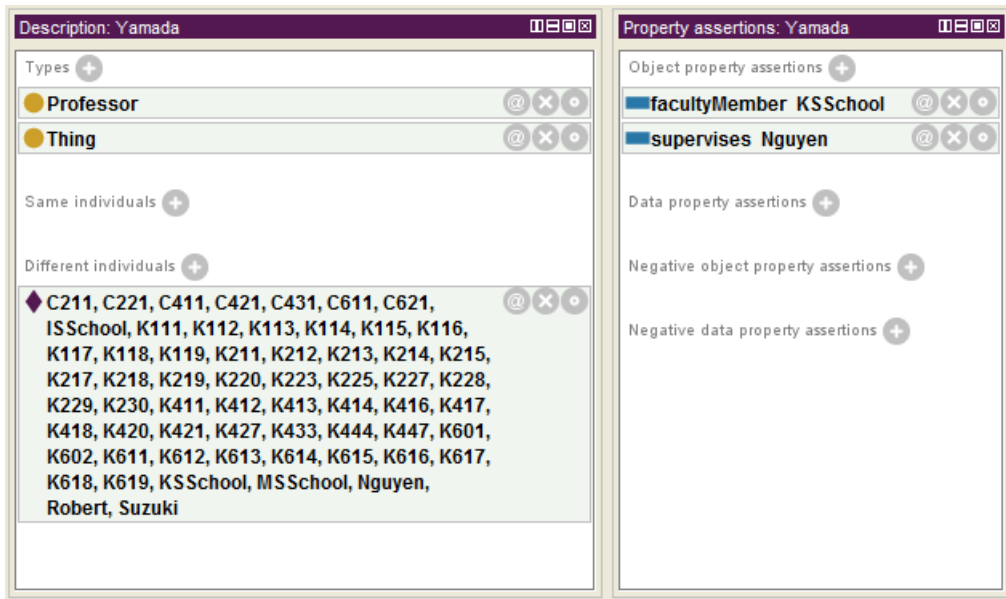 Description: Yamada
Types
Professor
Thing
Same individuals
Different individuals
C211, C221, C411, C421, C431, C611, C621,
ISSchool, K111, K112, K113, K114, K115, K116,
K117, K118, K119, K211, K212, K213, K214, K215,
K217, K218, K219, K220, K223, K225, K227, K228,
K229, K230, K411, K412, K413, K414, K416, K417,
K418, K420, K421, K427, K433, K444, K447, K601,
K602, K611, K612, K613, K614, K615, K616, K617,
K618, K619, KSSchool, MSSchool, Nguyen,
Robert, Suzuki
Property assertions: Yamada
Object property assertions
facultyMember KSSchool
supervises Nguyen
Data property assertions
Negative object property assertions
Negative data property assertions